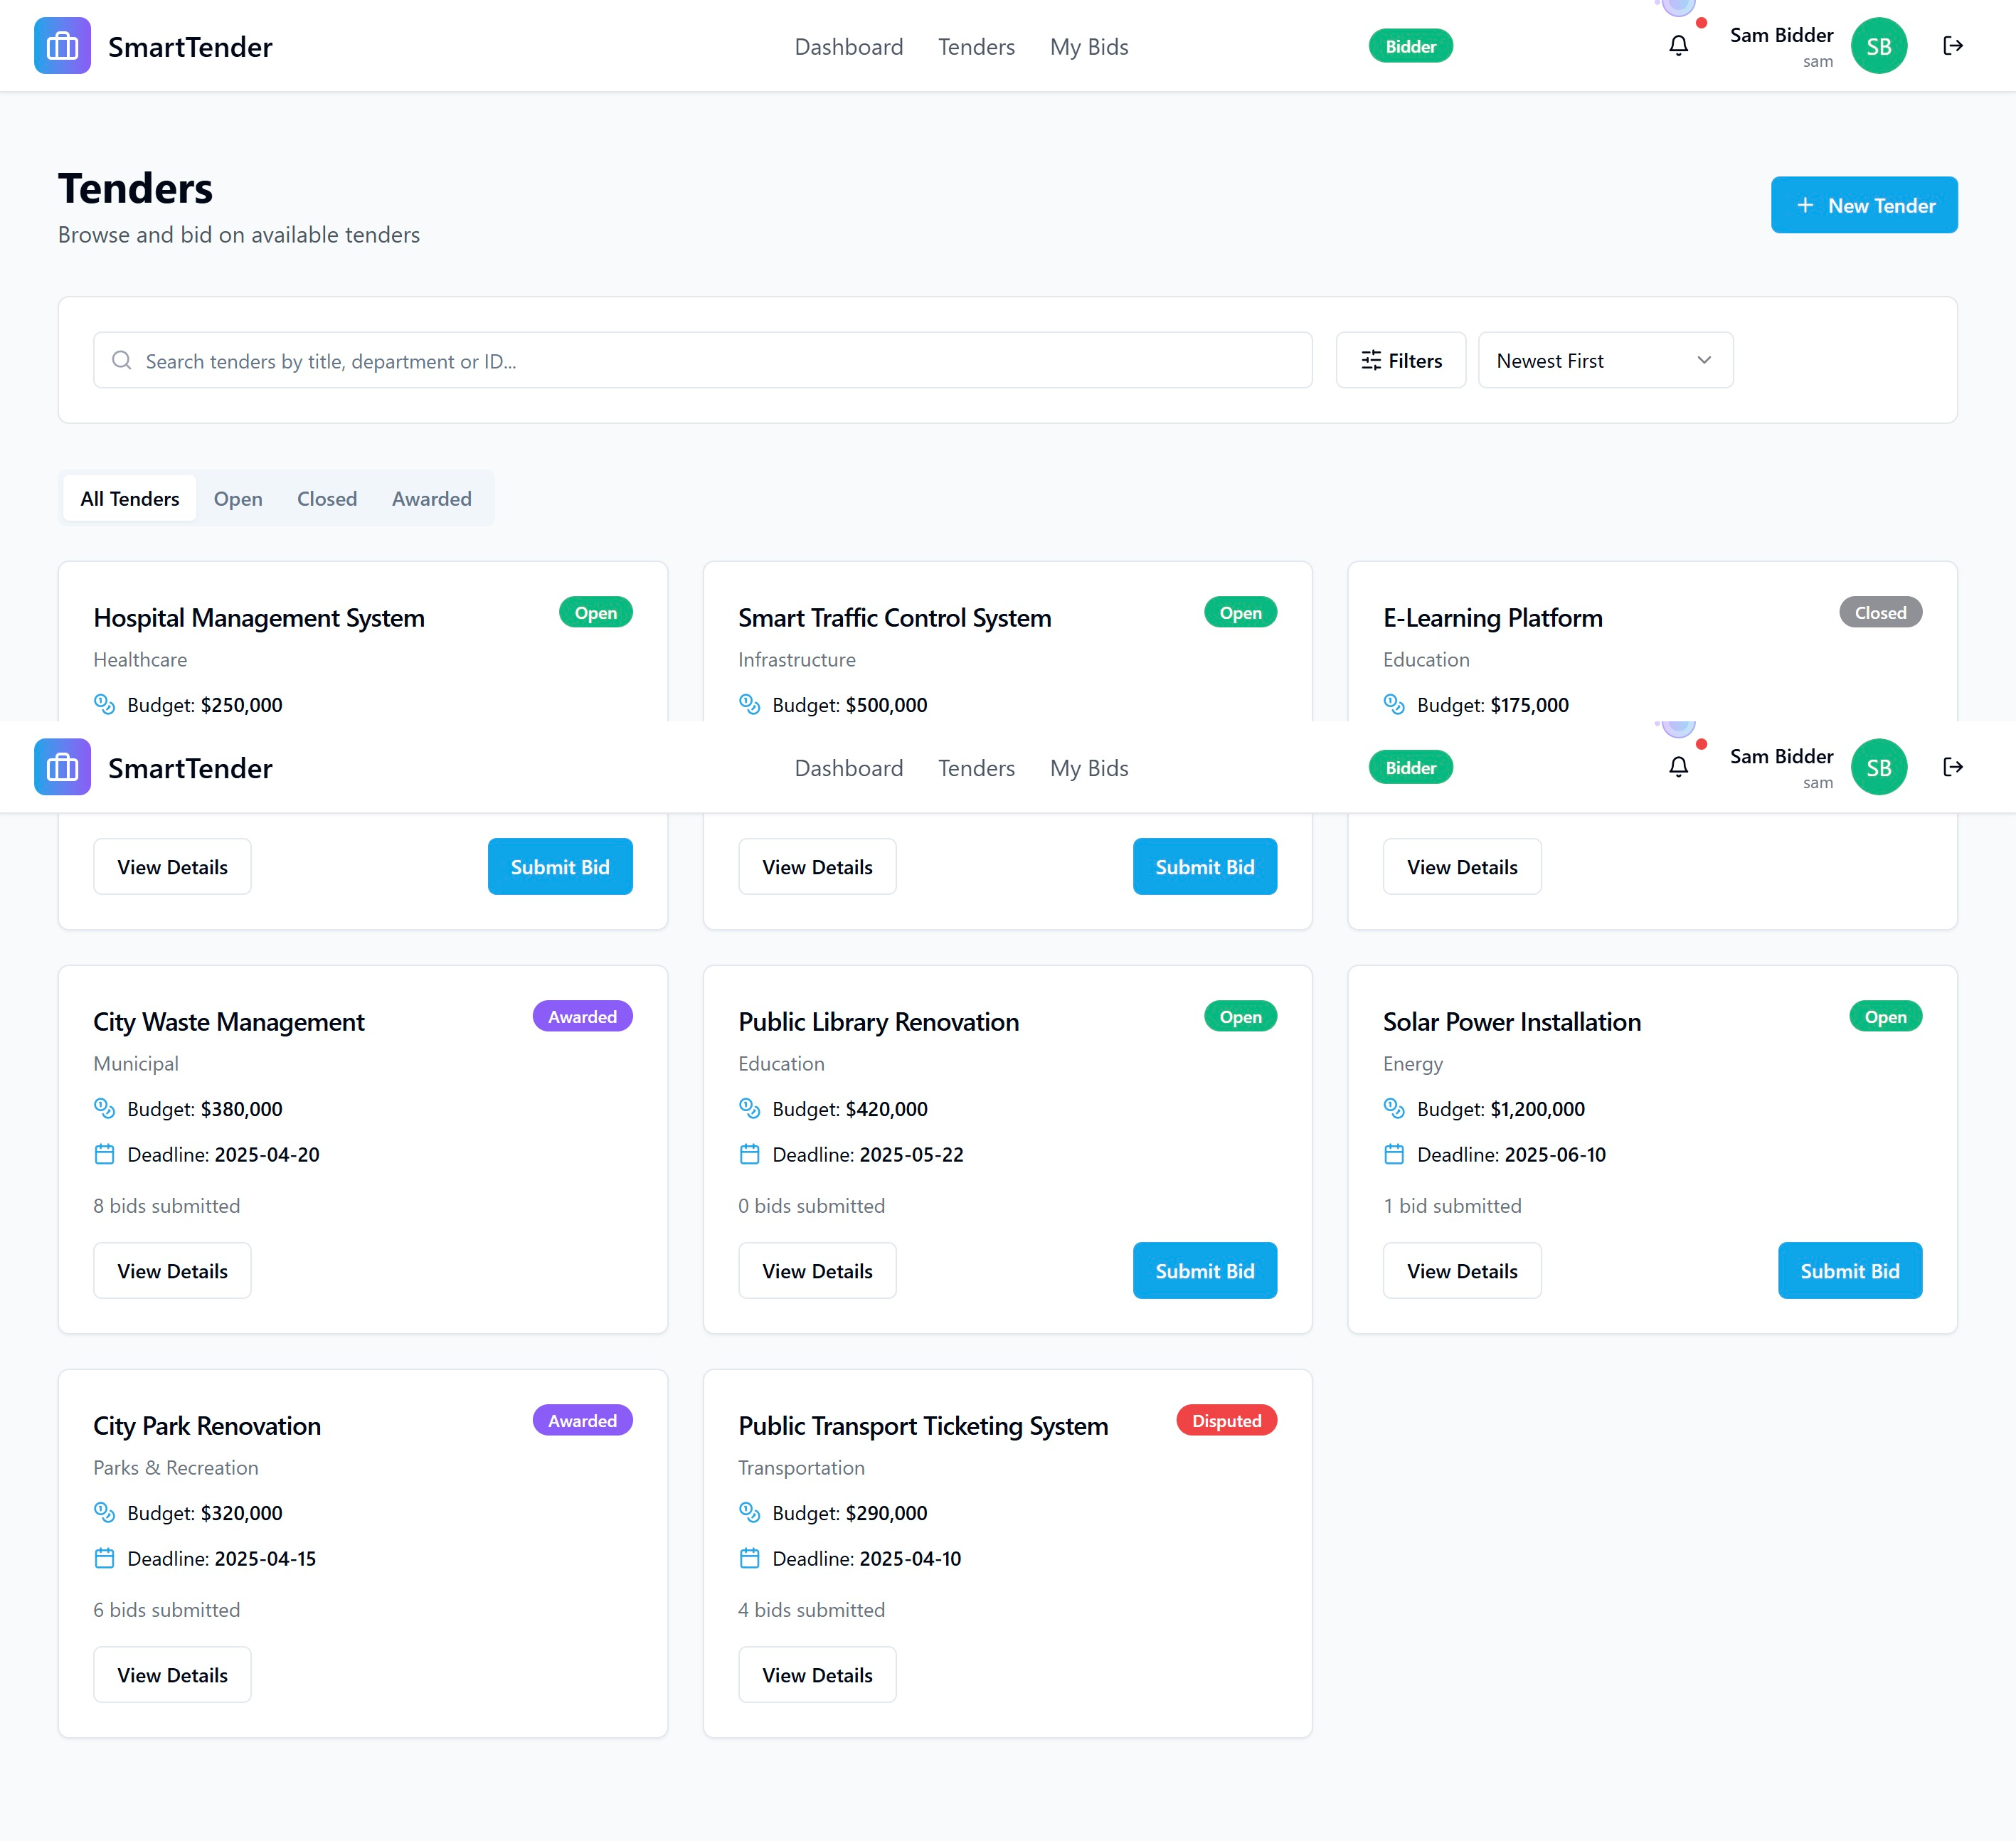 SmartTender
Dashboard Tenders My Bids
Bidder
Sam Bidder
sam
SB
Tenders
Browse and bid on available tenders
New Tender
Search tenders by title, department or ID...
Filters
Newest First
All Tenders Open Closed Awarded
Hospital Management System
Open
Healthcare
Budget: $250,000
Smart Traffic Control System
Open
Infrastructure
Budget: $500,000
E-Learning Platform
Closed
Education
Budget: $175,000
SmartTender
Dashboard Tenders My Bids
Bidder
Sam Bidder
sam
SB
View Details Submit Bid
View Details Submit Bid
View Details
City Waste Management
Awarded
Municipal
Budget: $380,000
Deadline: 2025-04-20
8 bids submitted
View Details
Public Library Renovation
Open
Education
Budget: $420,000
Deadline: 2025-05-22
0 bids submitted
View Details Submit Bid
Solar Power Installation
Open
Energy
Budget: $1,200,000
Deadline: 2025-06-10
1 bid submitted
View Details Submit Bid
City Park Renovation
Awarded
Parks & Recreation
Budget: $320,000
Deadline: 2025-04-15
6 bids submitted
View Details
Public Transport Ticketing System
Disputed
Transportation
Budget: $290,000
Deadline: 2025-04-10
4 bids submitted
View Details